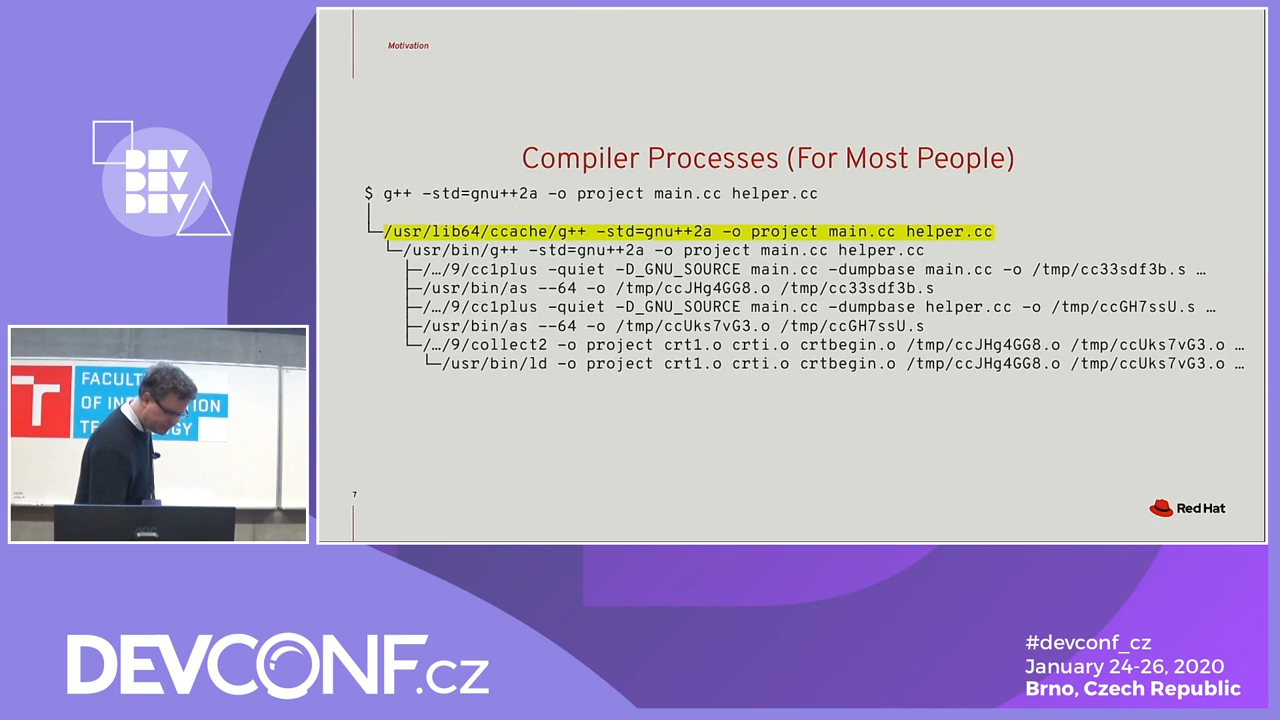 Motivation
Compiler Processes (For Most People)
$ g++ -std=gnu++2a -o project main.cc helper.cc
/usr/lib64/ccache/g++ -std=gnu++2a -o project main.cc helper.cc
/usr/bin/g++ -std=gnu++2a -o project main.cc helper.cc
/…/9/cc1plus -quiet -D_GNU_SOURCE main.cc -dumpbase main.cc -o /tmp/cc33sdf3b.s …
/usr/bin/as --64 -o /tmp/ccJHg4GG8.o /tmp/cc33sdf3b.s
/…/9/cc1plus -quiet -D_GNU_SOURCE main.cc -dumpbase helper.cc -o /tmp/ccGH7ssU.s …
/usr/bin/as --64 -o /tmp/ccUks7vG3.o /tmp/ccGH7ssU.s
/…/9/collect2 -o project crt1.o crti.o crtbegin.o /tmp/ccJHg4GG8.o /tmp/ccUks7vG3.o …
/usr/bin/ld -o project crt1.o crti.o crtbegin.o /tmp/ccJHg4GG8.o /tmp/ccUks7vG3.o …
7
Red Hat
DEV
DEV
DEV
FACULT
OF IN TION
TE GY
DEVCONF.cz
#devconf_cz
January 24-26, 2020
Brno, Czech Republic